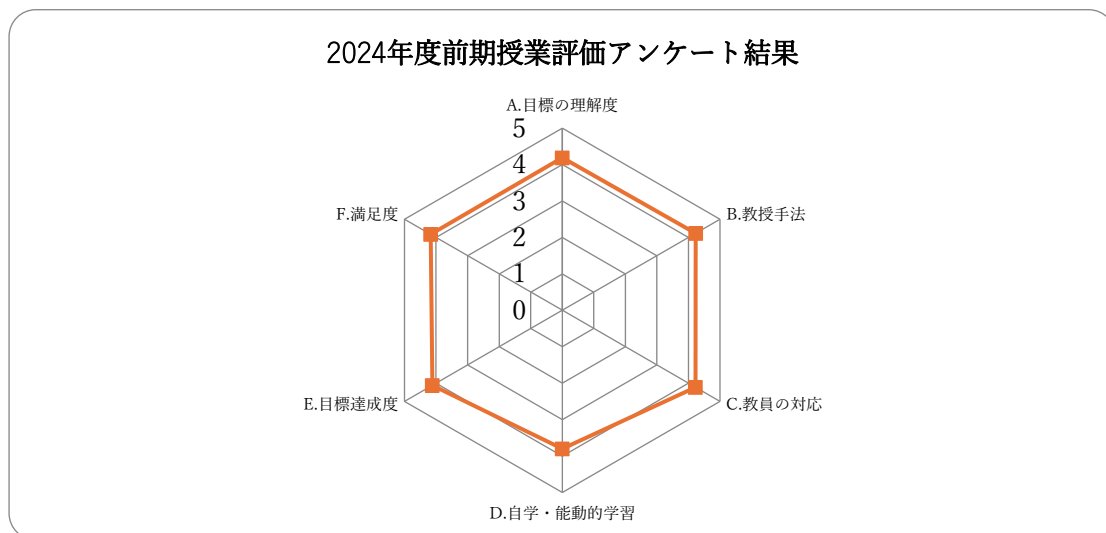 2024年度前期授業評価アンケート結果
A.目標の理解度
5
4
3
2
1
0
F.満足度
B.教授手法
E.目標達成度
C.教員の対応
D.自学・能動的学習